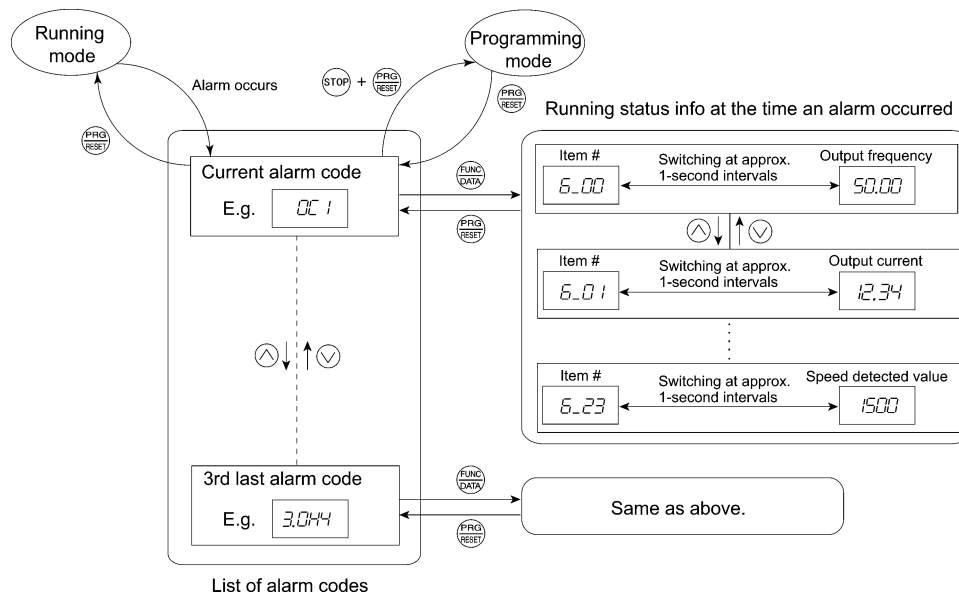 Running
mode
Programming
mode
Alarm occurs
STOP + PRG
RESET
PRG
RESET
PRG
RESET
Running status info at the time an alarm occurred
Current alarm code
E.g. OC1
FUNC
DATA
PRG
RESET
Item # Switching at approx. Output frequency
6_00 1-second intervals 50.00
Item # Switching at approx. Output current
6_01 1-second intervals 12.34
Item # Switching at approx. Speed detected value
6_23 1-second intervals 1500
3rd last alarm code
E.g. 3.0H4
FUNC
DATA
PRG
RESET
Same as above.
List of alarm codes